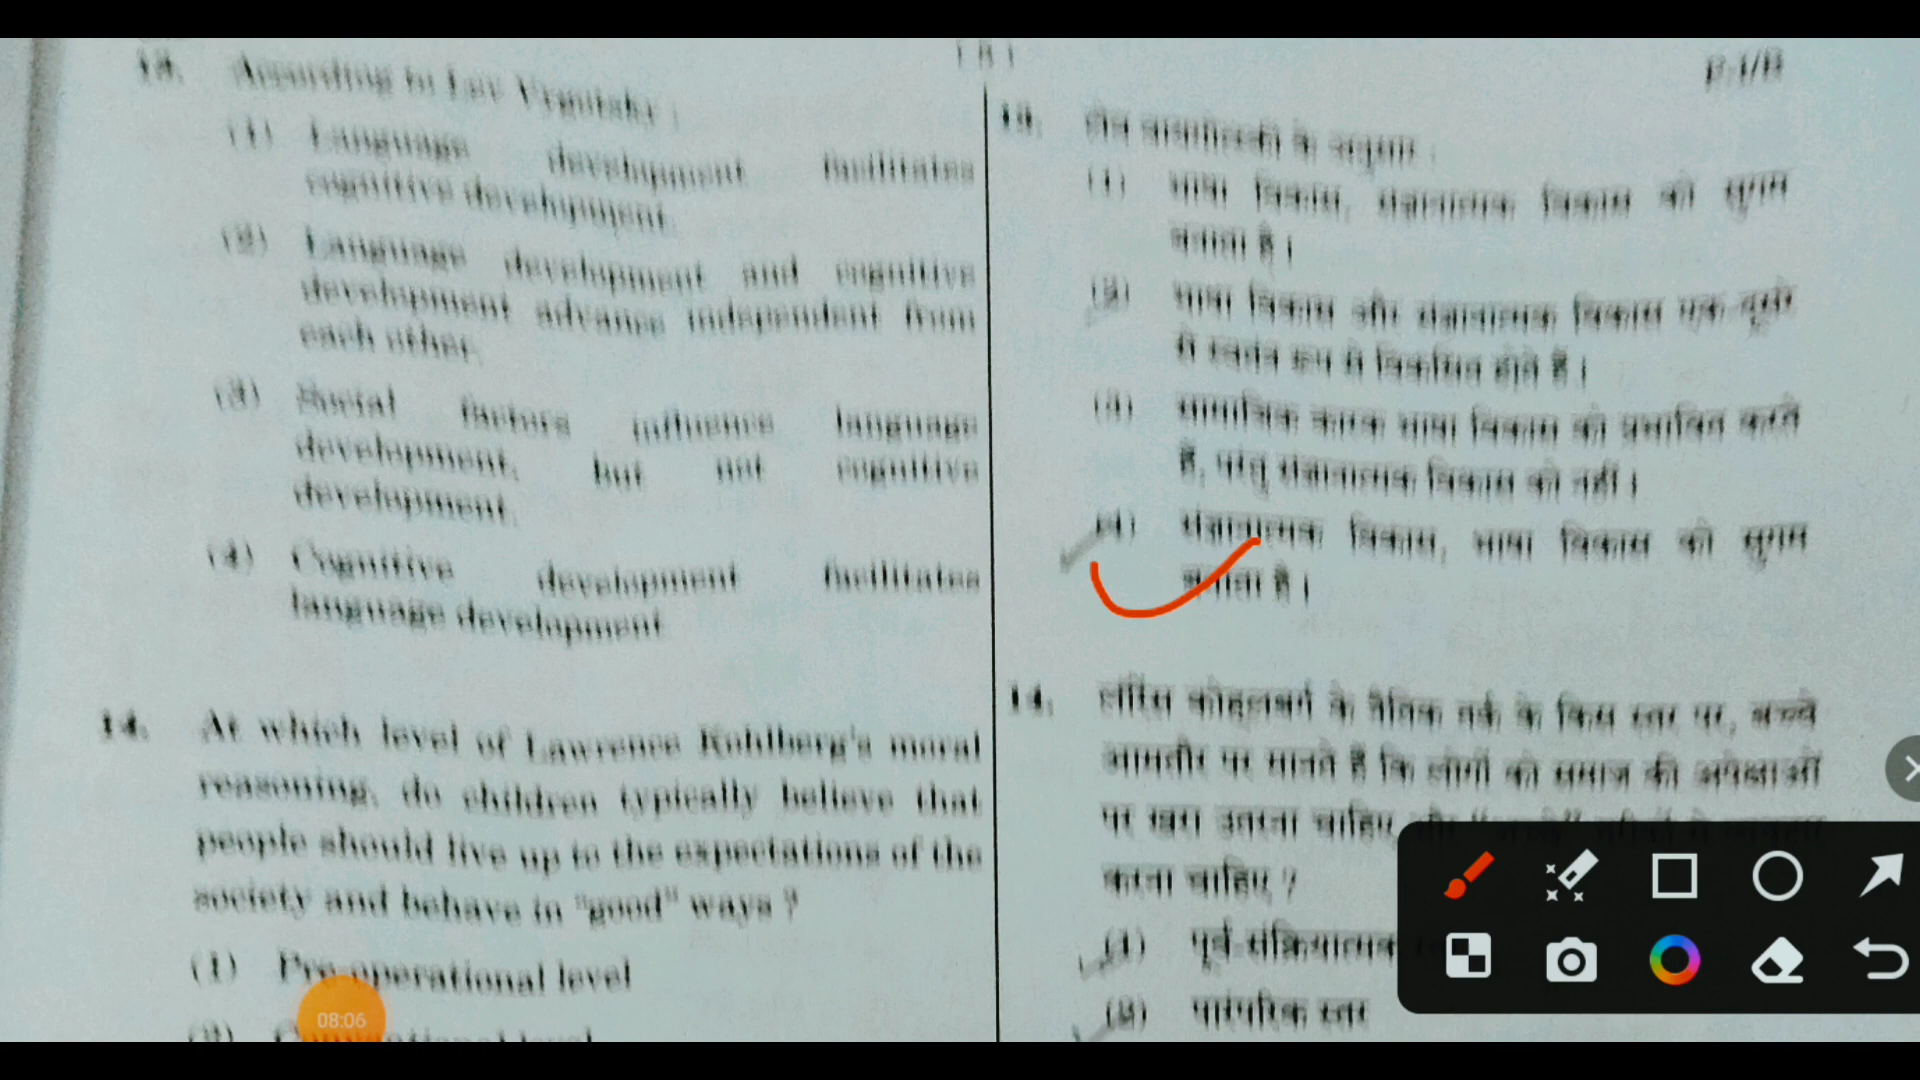 ( 8 )
P-I/B
13. According to Lev Vygotsky :
(1) Language development facilitates
cognitive development.
(2) Language development and cognitive
development advance independent from
each other.
(3) Social factors influence language
development, but not cognitive
development.
(4) Cognitive development facilitates
language development
14. At which level of Lawrence Kohlberg's moral
reasoning, do children typically believe that
people should live up to the expectations of the
society and behave in "good" ways ?
(1) Pre-operational level
(2) level
08:06
13. लेव वायगोत्स्की के अनुसार :
(1) भाषा विकास, संज्ञानात्मक विकास को सुगम
बनाता है।
(2) भाषा विकास और संज्ञानात्मक विकास एक दूसरे
से स्वतंत्र रूप से विकसित होते हैं।
(3) सामाजिक कारक भाषा विकास को प्रभावित करते
हैं, परंतु संज्ञानात्मक विकास को नहीं।
(4) संज्ञानात्मक विकास, भाषा विकास को सुगम
बनाता है।
14. लॉरेंस कोहलबर्ग के नैतिक तर्क के किस स्तर पर, बच्चे
आमतौर पर मानते हैं कि लोगों को समाज की अपेक्षाओं
पर खरा उतरना चाहिए और
करना चाहिए ?
(1) पूर्व-संक्रियात्मक
(2) पारंपरिक स्तर